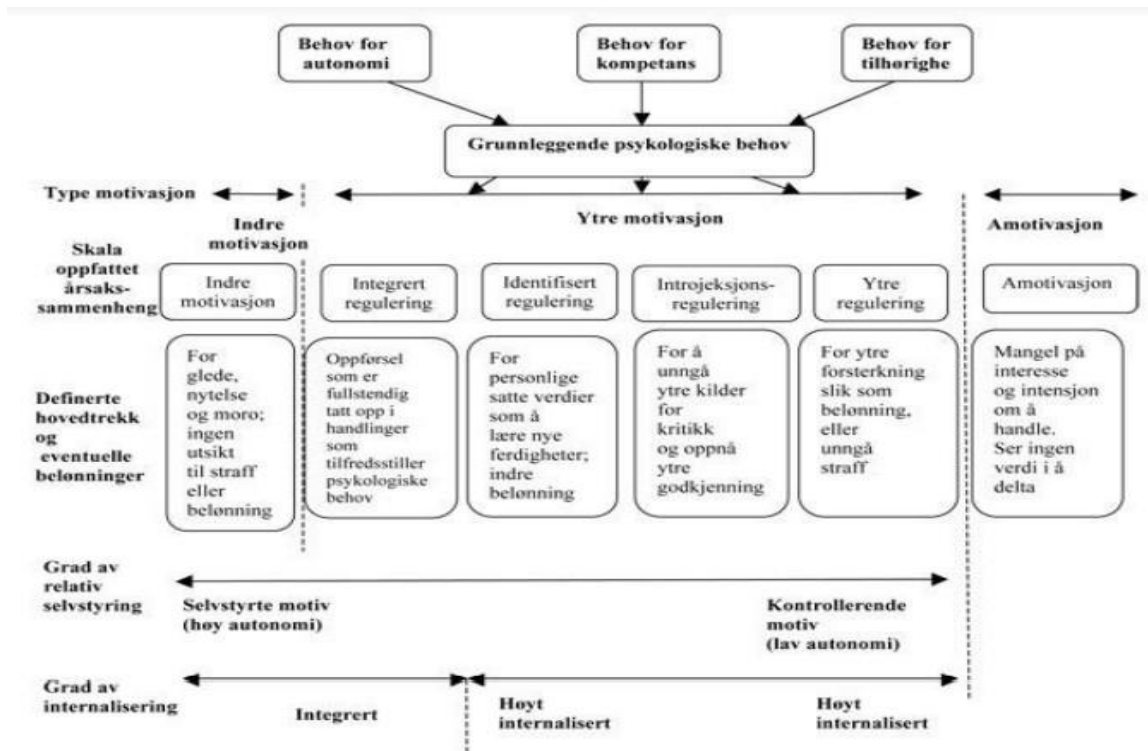 Behov for
autonomi
Behov for
kompetans
Behov for
tilhørighe
Grunnleggende psykologiske behov
Type motivasjon
Indre
motivasjon
Ytre motivasjon
Amotivasjon
Skala
oppfattet
årsaks-
sammenheng
Indre
motivasjon
Integrert
regulering
Identifisert
regulering
Introjeksjons-
regulering
Ytre
regulering
Amotivasjon
Definerte
hovedtrekk
og
eventuelle
belønninger
For
glede,
nytelse
og moro;
ingen
utsikt
til straff
eller
belønning
Oppførsel
som er
fullstendig
tatt opp i
handlinger
som
tilfredsstiller
psykologiske
behov
For
personlige
satte verdier
som å
lære nye
ferdigheter;
indre
belønning
For å
unngå
ytre kilder
for
kritikk
og oppnå
ytre
godkjenning
For ytre
forsterkning
slik som
belønning,
eller
unngå
straff
Mangel på
interesse
og intensjon
om å
handle.
Ser ingen
verdi i å
delta
Grad av
relativ
selvstyring
Selvstyrte motiv
(høy autonomi)
Kontrollerende
motiv
(lav autonomi)
Grad av
internalisering
Integrert
Høyt
internalisert
Høyt
internalisert